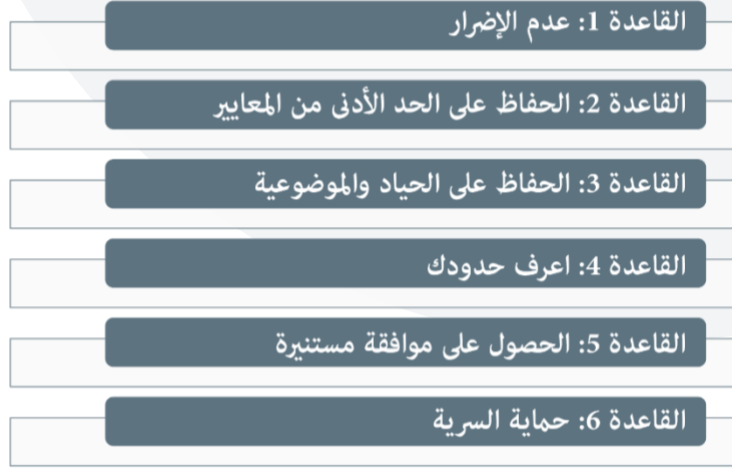 القاعدة 1: عدم الإضرار
القاعدة 2: الحفاظ على الحد الأدنى من المعايير
القاعدة 3: الحفاظ على الحياد والموضوعية
القاعدة 4: اعرف حدودك
القاعدة 5: الحصول على موافقة مستنيرة
القاعدة 6: حماية السرية